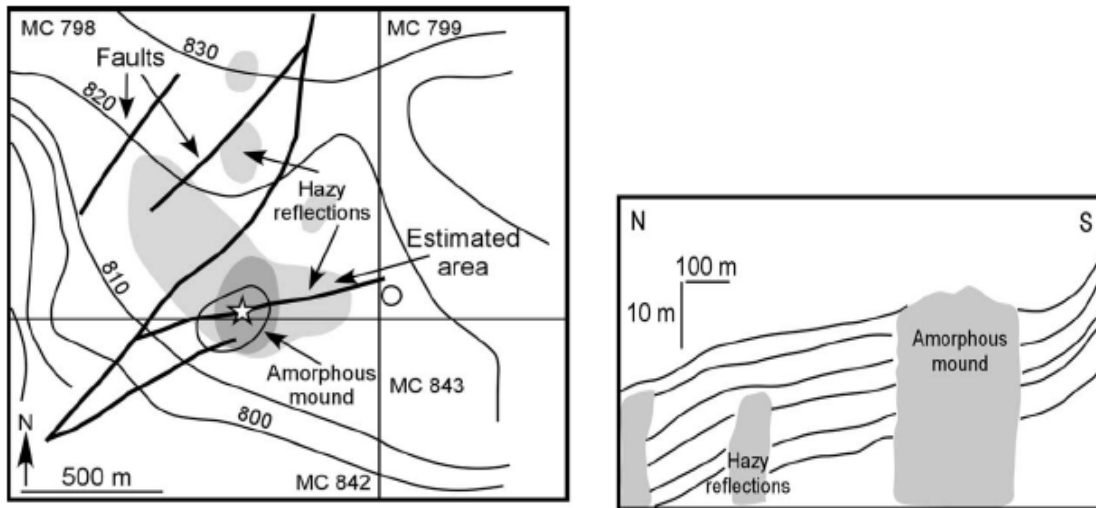 MC 798
MC 799
830
Faults
820
Hazy
reflections
Estimated
area
810
Amorphous
mound
MC 843
800
N
500 m
MC 842
N
S
100 m
10 m
Amorphous
mound
Hazy
reflections